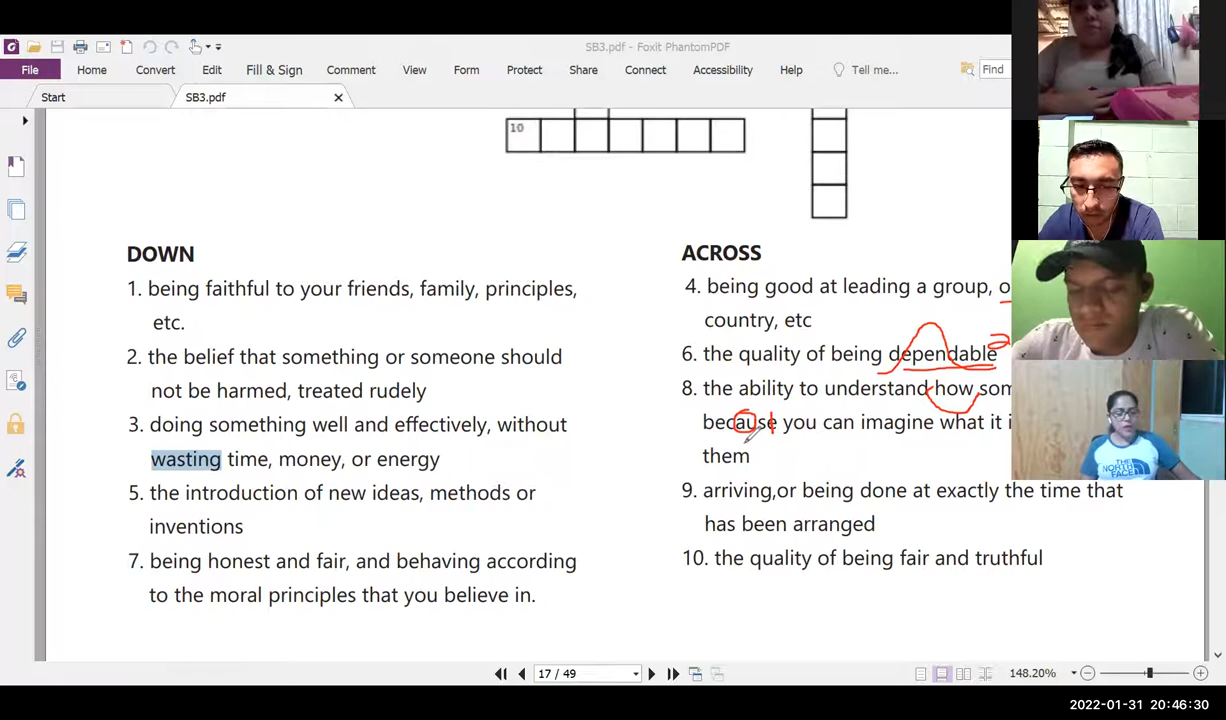 SB3.pdf - Foxit PhantomPDF
File Home Convert Edit Fill & Sign Comment View Form Protect Share Connect Accessibility Help Tell me... Find
Start SB3.pdf
10
DOWN
1. being faithful to your friends, family, principles,
etc.
2. the belief that something or someone should
not be harmed, treated rudely
3. doing something well and effectively, without
wasting time, money, or energy
5. the introduction of new ideas, methods or
inventions
7. being honest and fair, and behaving according
to the moral principles that you believe in.
ACROSS
4. being good at leading a group, o
country, etc
6. the quality of being dependable
8. the ability to understand how som
because you can imagine what it i
them
9. arriving,or being done at exactly the time that
has been arranged
10. the quality of being fair and truthful
THE NORTH FACE
17 / 49
148.20%
2022-01-31 20:46:30